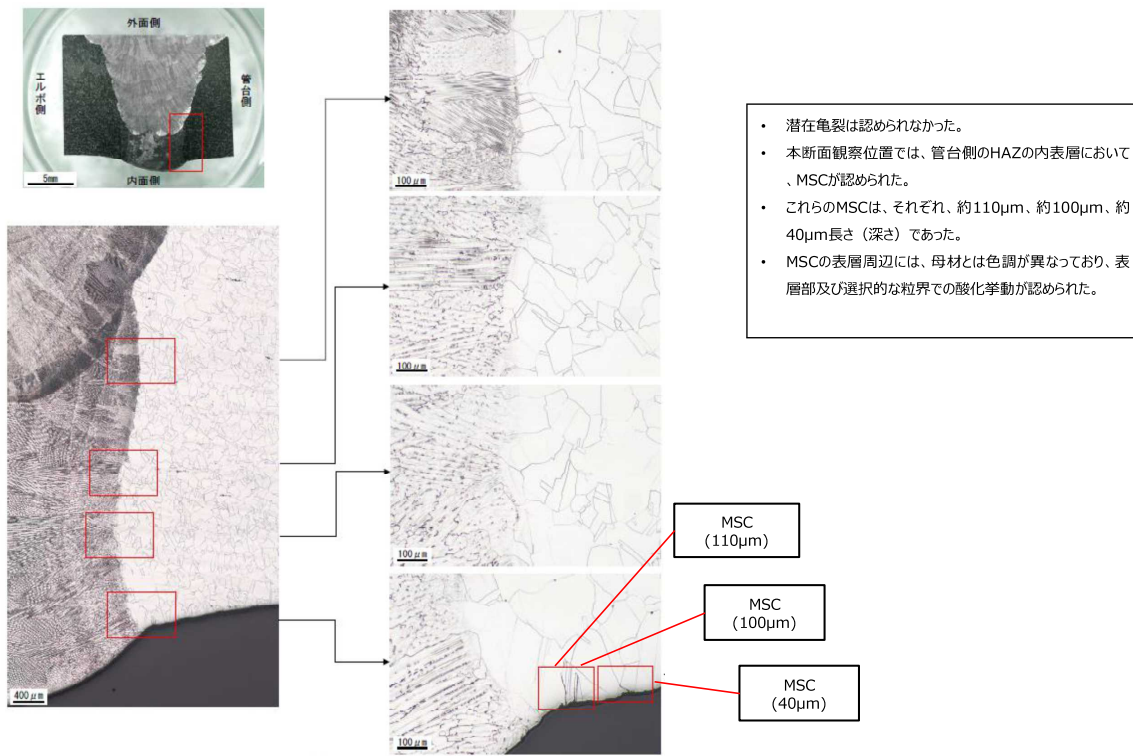 外面側
エルボ側
管台側
内面側
5mm
400μm
100μm
100μm
100μm
100μm
MSC
(110μm)
MSC
(100μm)
MSC
(40μm)
• 潜在亀裂は認められなかった。
• 本断面観察位置では、管台側のHAZの内表層において
、MSCが認められた。
• これらのMSCは、それぞれ、約110μm、約100μm、約
40μm長さ（深さ）であった。
• MSCの表層周辺には、母材とは色調が異なっており、表
層部及び選択的な粒界での酸化挙動が認められた。